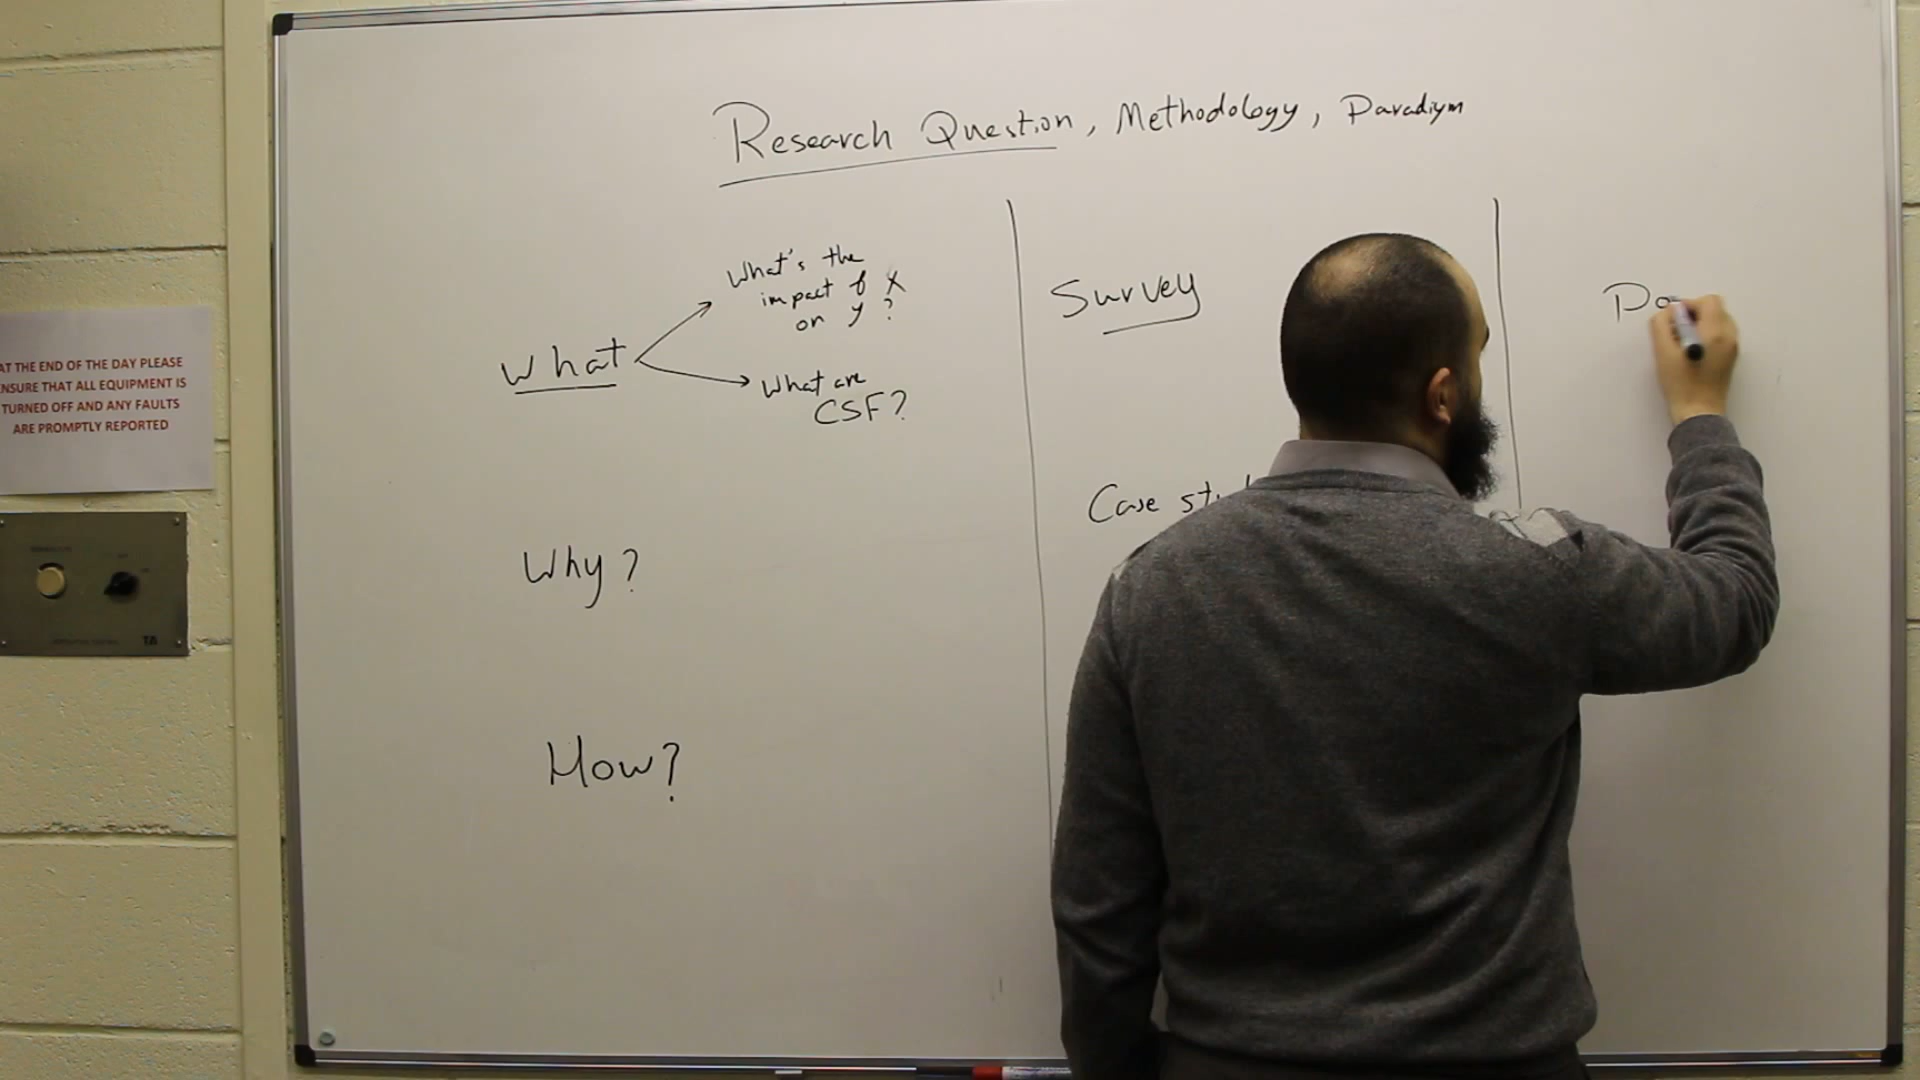 Research Question, Methodology, Paradigm
What's the
impact of X
on y?
What
What are
CSF?
Why?
How?
Survey
Case
AT THE END OF THE DAY PLEASE
ENSURE THAT ALL EQUIPMENT IS
TURNED OFF AND ANY FAULTS
ARE PROMPTLY REPORTED
TA